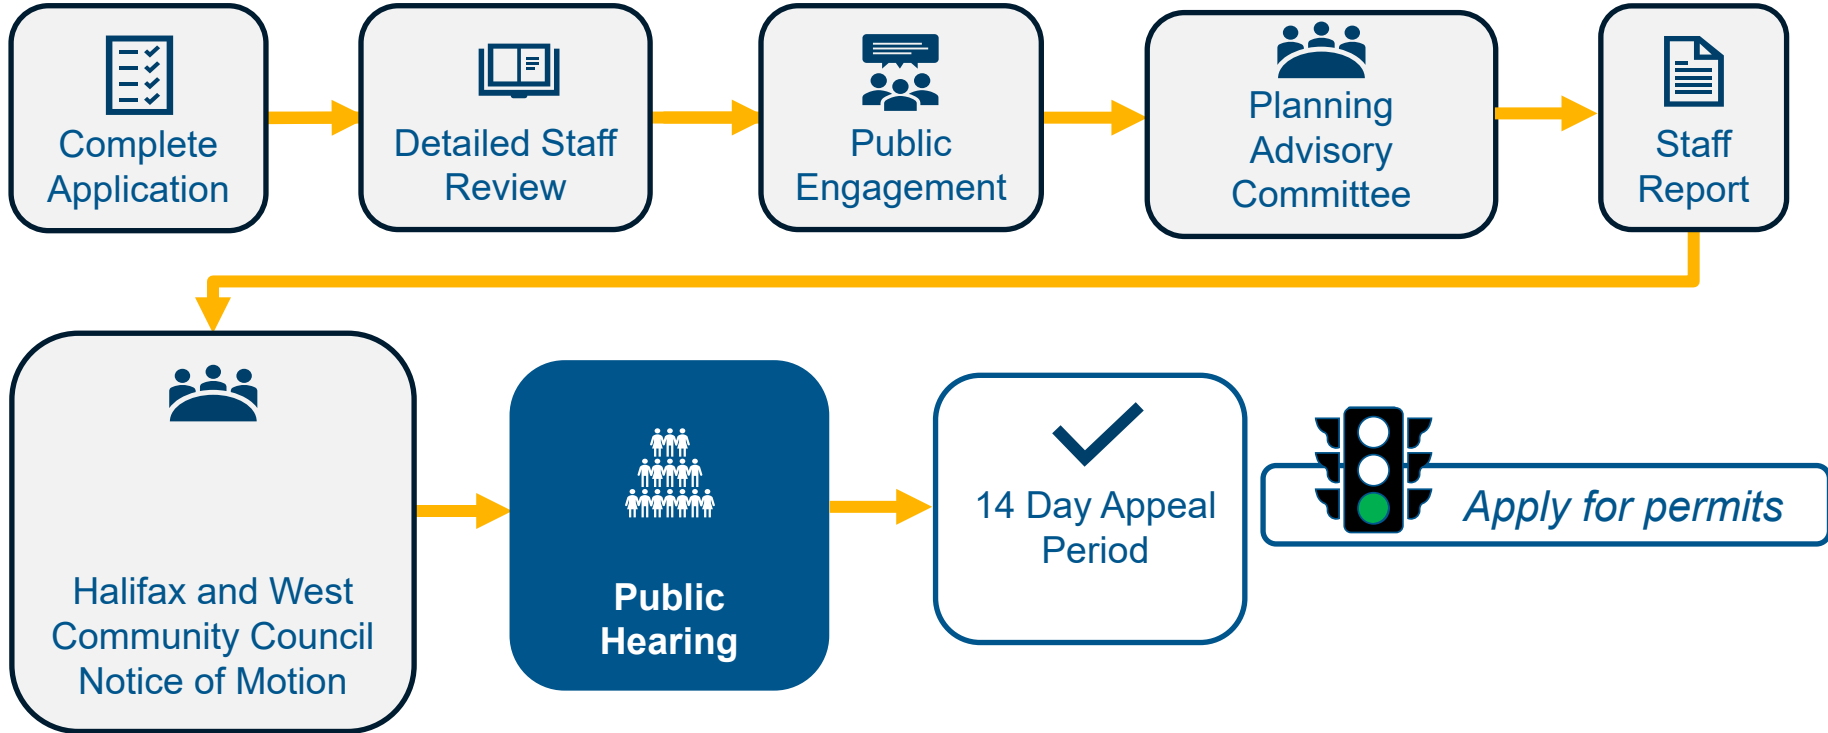 Complete
Application
Detailed Staff
Review
Public
Engagement
Planning
Advisory
Committee
Staff
Report
Halifax and West
Community Council
Notice of Motion
Public
Hearing
14 Day Appeal
Period
Apply for permits